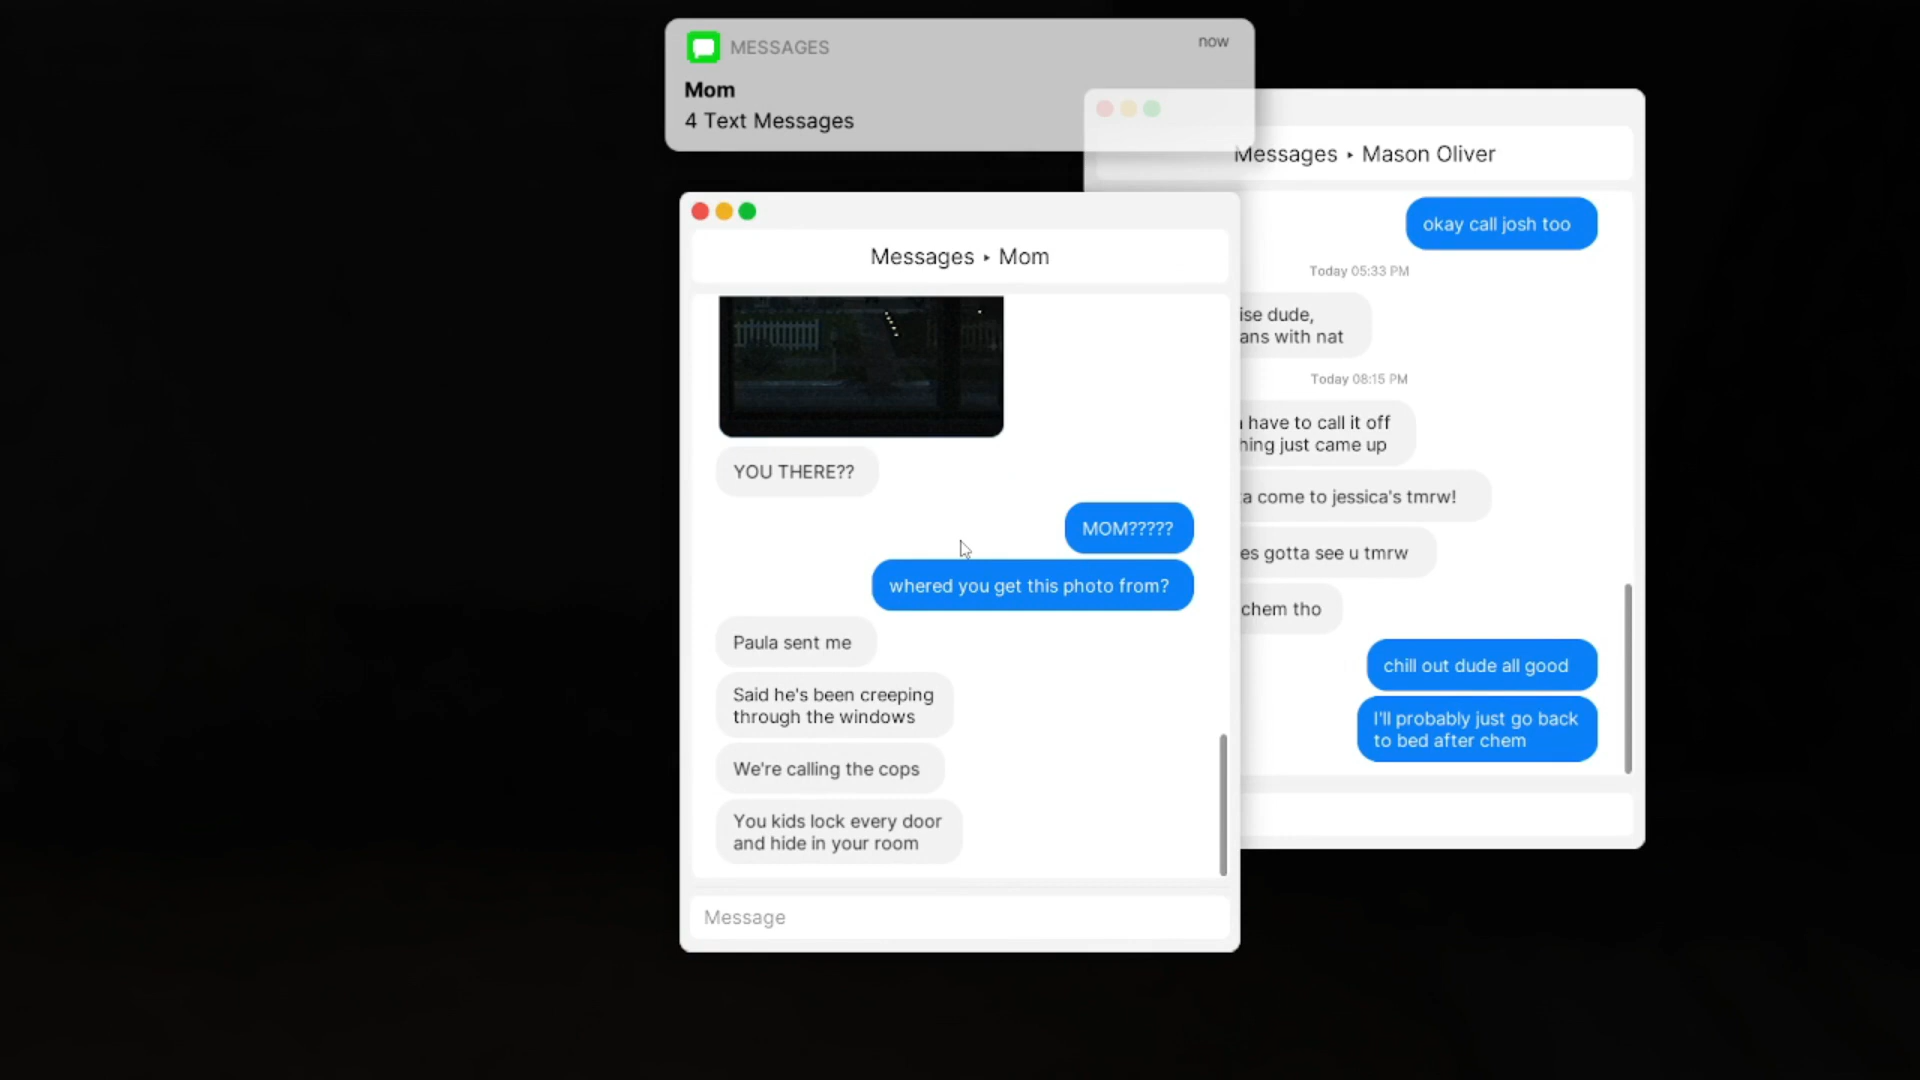 MESSAGES
now
Mom
4 Text Messages
Messages ‣ Mom
YOU THERE??
MOM?????
whered you get this photo from?
Paula sent me
Said he's been creeping
through the windows
We're calling the cops
You kids lock every door
and hide in your room
Message
Messages ‣ Mason Oliver
okay call josh too
Today 05:33 PM
dude,
with nat
Today 08:15 PM
have to call it off
just came up
come to jessica's tmrw!
gotta see u tmrw
chem tho
chill out dude all good
I'll probably just go back
to bed after chem